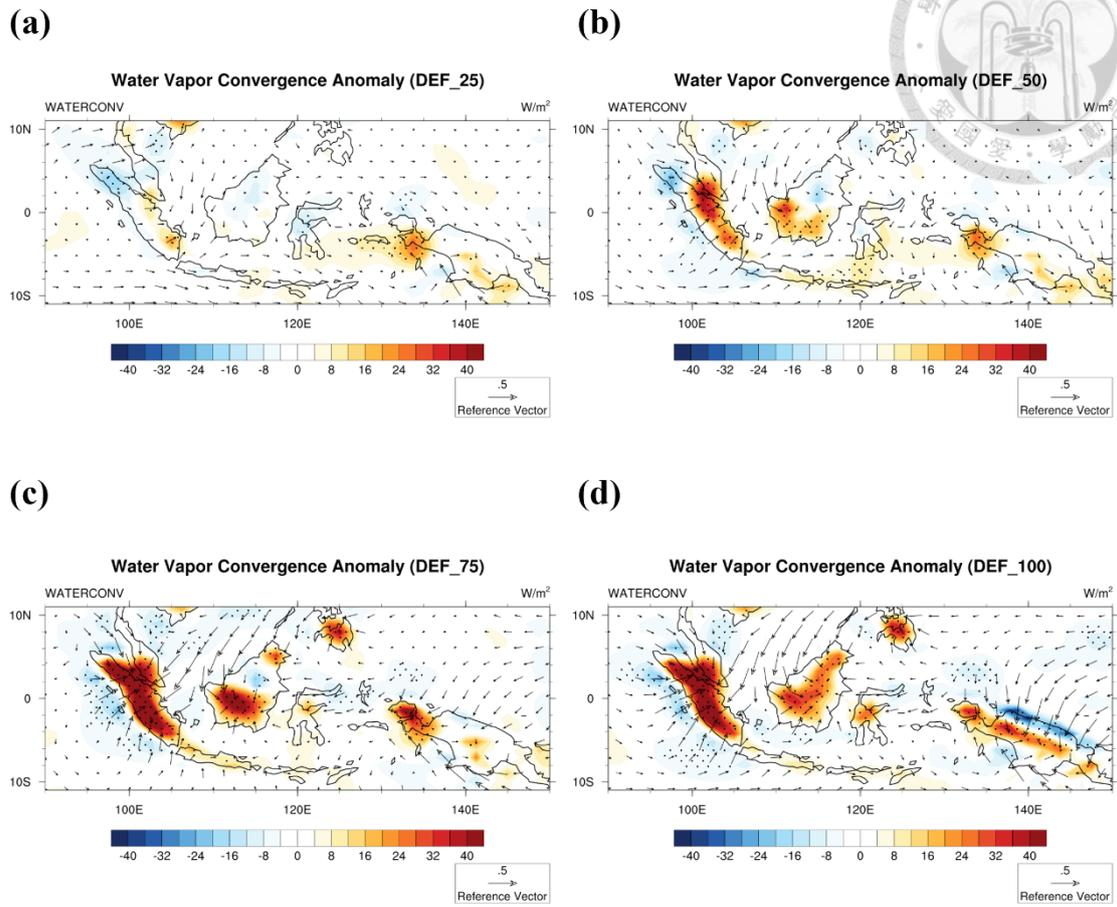 (a)
(b)
Water Vapor Convergence Anomaly (DEF_25)
WATERCONV W/m²
10N
0
10S
100E 120E 140E
-40 -32 -24 -16 -8 0 8 16 24 32 40
.5
Reference Vector
Water Vapor Convergence Anomaly (DEF_50)
WATERCONV W/m²
10N
0
10S
100E 120E 140E
-40 -32 -24 -16 -8 0 8 16 24 32 40
.5
Reference Vector
(c)
(d)
Water Vapor Convergence Anomaly (DEF_75)
WATERCONV W/m²
10N
0
10S
100E 120E 140E
-40 -32 -24 -16 -8 0 8 16 24 32 40
.5
Reference Vector
Water Vapor Convergence Anomaly (DEF_100)
WATERCONV W/m²
10N
0
10S
100E 120E 140E
-40 -32 -24 -16 -8 0 8 16 24 32 40
.5
Reference Vector